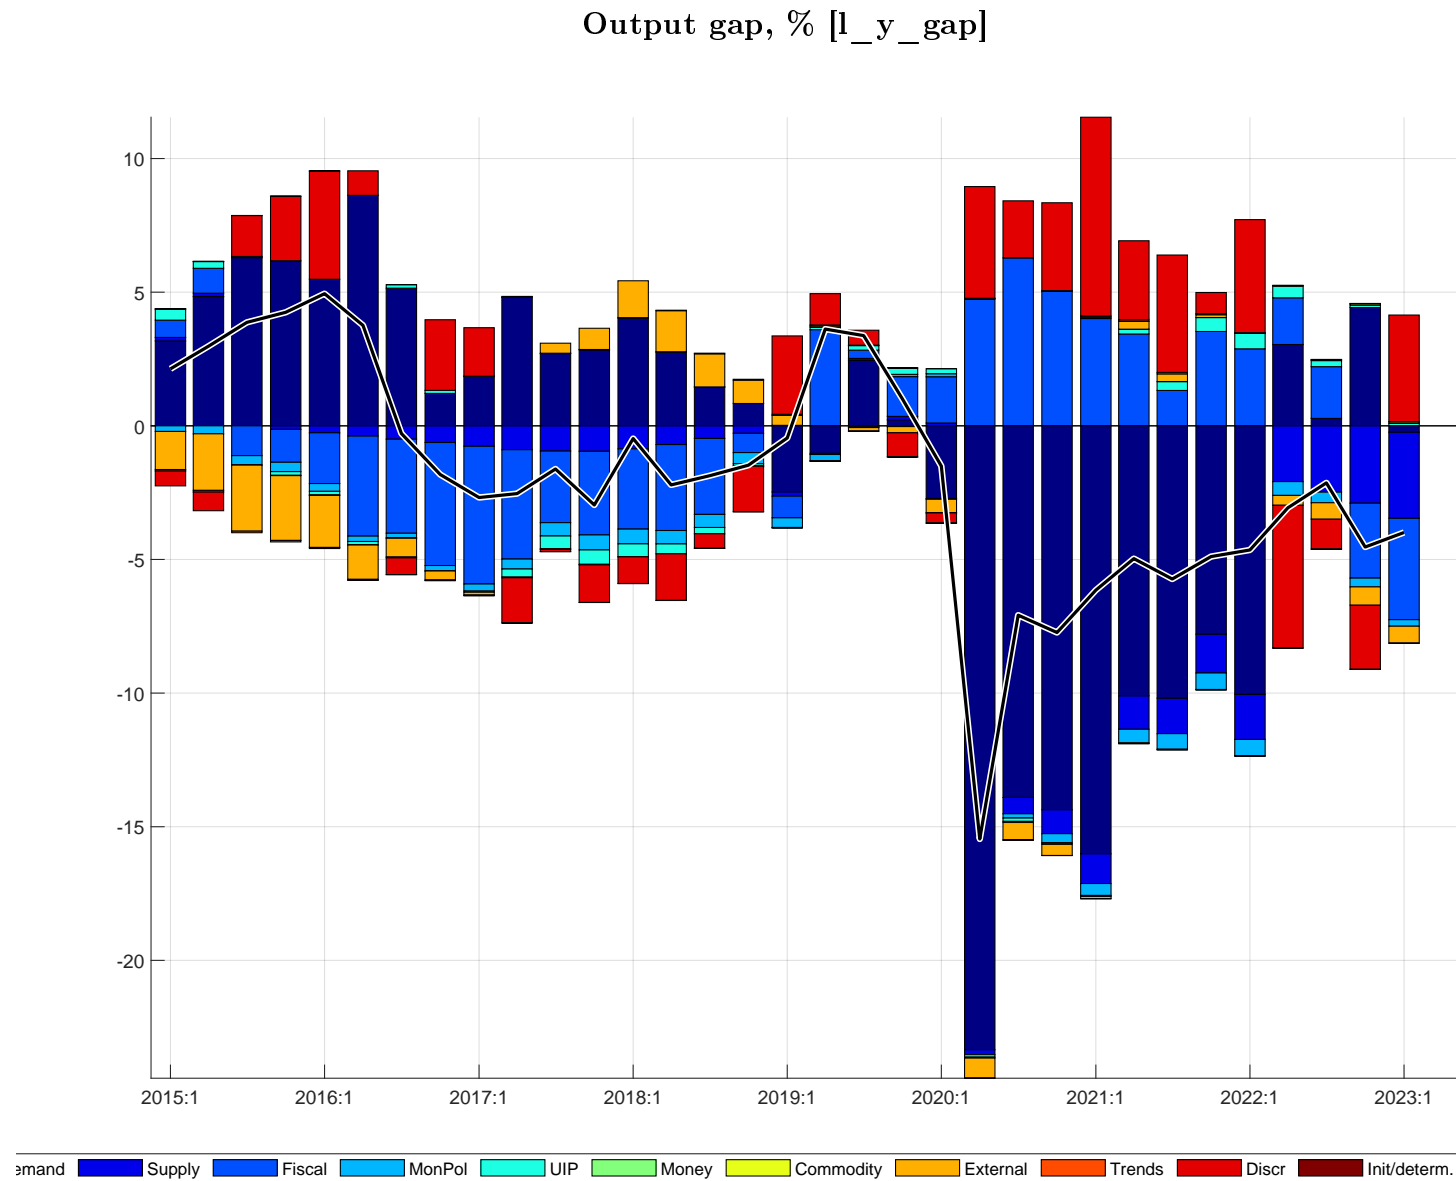 Output gap, % [l_y_gap]
10
5
0
-5
-10
-15
-20
2015:1 2016:1 2017:1 2018:1 2019:1 2020:1 2021:1 2022:1 2023:1
emand Supply Fiscal MonPol UIP Money Commodity External Trends Discr Init/determ.